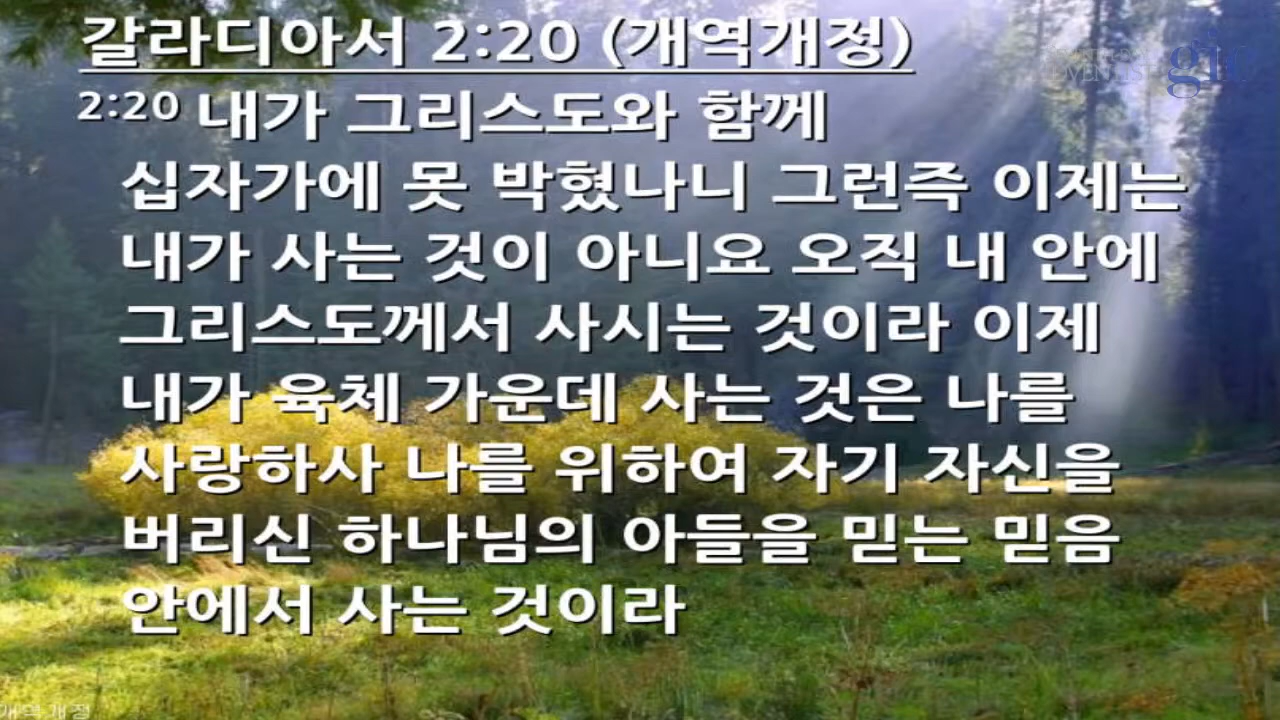 갈라디아서 2:20 (개역개정)
2:20 내가 그리스도와 함께
십자가에 못 박혔나니 그런즉 이제는
내가 사는 것이 아니요 오직 내 안에
그리스도께서 사시는 것이라 이제
내가 육체 가운데 사는 것은 나를
사랑하사 나를 위하여 자기 자신을
버리신 하나님의 아들을 믿는 믿음
안에서 사는 것이라
개역개정